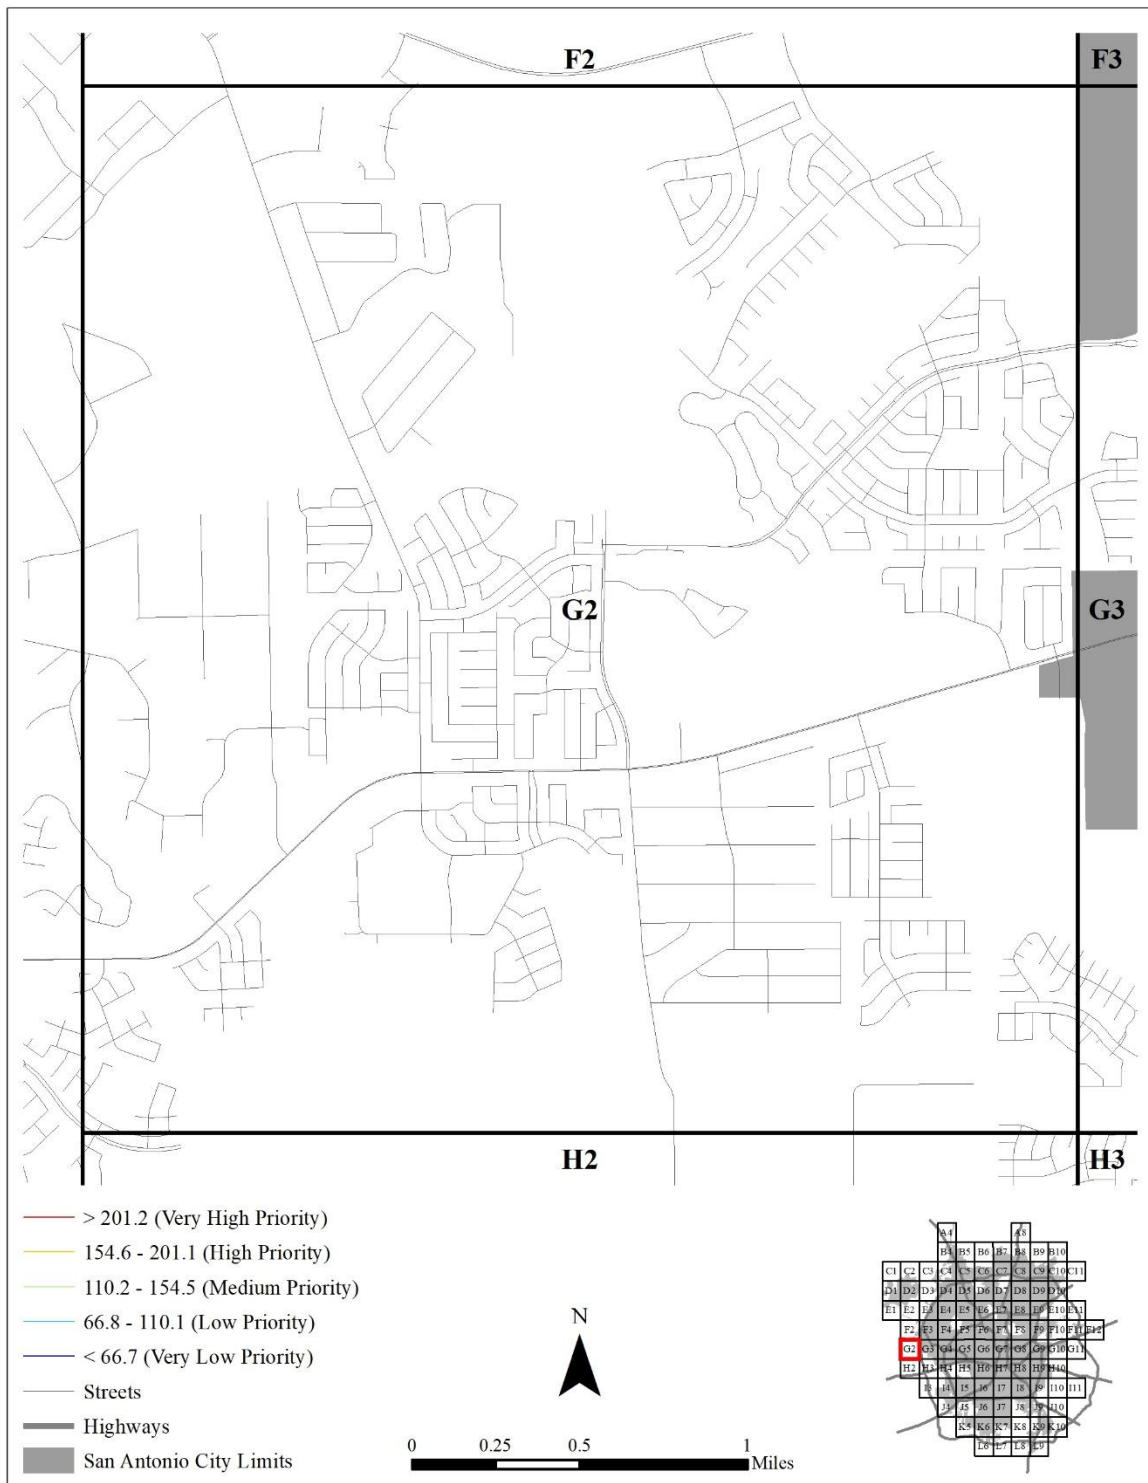 F2
F3
G2
G3
H2
H3
> 201.2 (Very High Priority)
154.6 - 201.1 (High Priority)
110.2 - 154.5 (Medium Priority)
66.8 - 110.1 (Low Priority)
< 66.7 (Very Low Priority)
Streets
Highways
San Antonio City Limits
N
0 0.25 0.5 1
Miles
A4 A8
B4 B5 B6 B7 B8 B9 B10
C1 C2 C3 C4 C5 C6 C7 C8 C9 C10 C11
D1 D2 D3 D4 D5 D6 D7 D8 D9 D10
E1 E2 E3 E4 E5 E6 E7 E8 E9 E10 E11
F2 F3 F4 F5 F6 F7 F8 F9 F10 F11 F12
G2 G3 G4 G5 G6 G7 G8 G9 G10 G11
H2 H3 H4 H5 H6 H7 H8 H9 H10
I3 I4 I5 I6 I7 I8 I9 I10 I11
J4 J5 J6 J7 J8 J9 J10
K5 K6 K7 K8 K9 K10
L6 L7 L8 L9